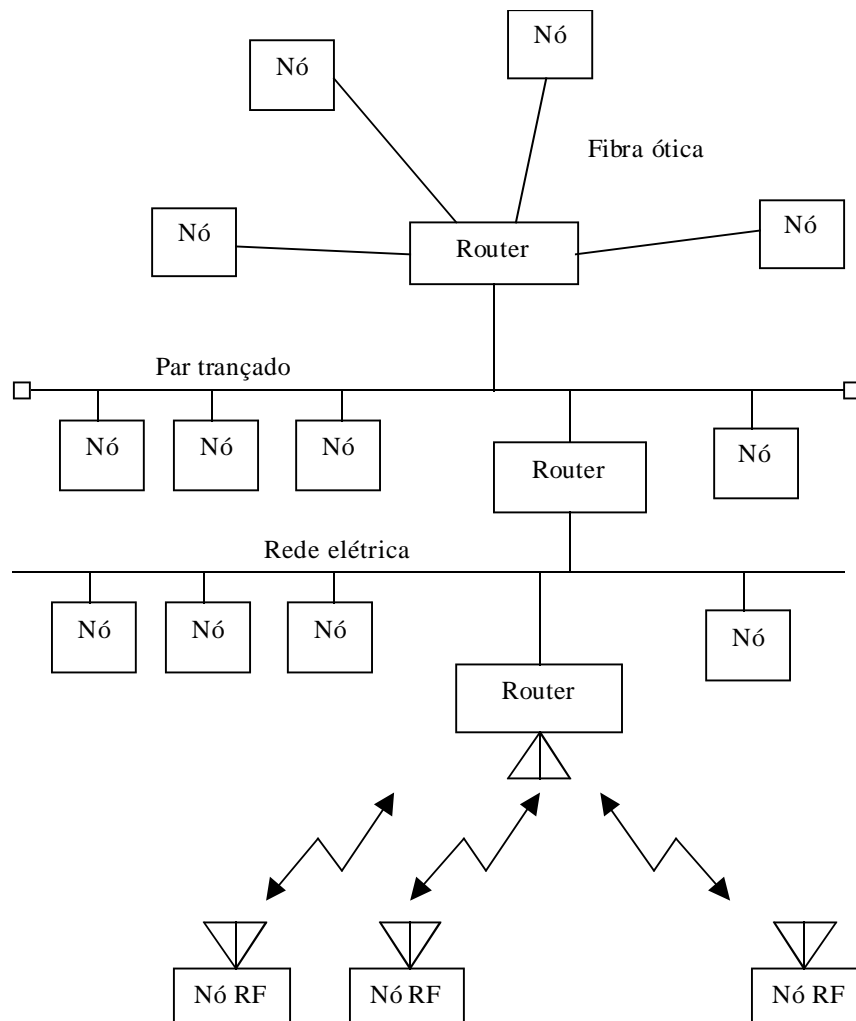 Nó
Nó
Fibra ótica
Nó
Router
Nó
Par trançado
Nó
Nó
Nó
Router
Nó
Rede elétrica
Nó
Nó
Nó
Nó
Router
Nó RF
Nó RF
Nó RF